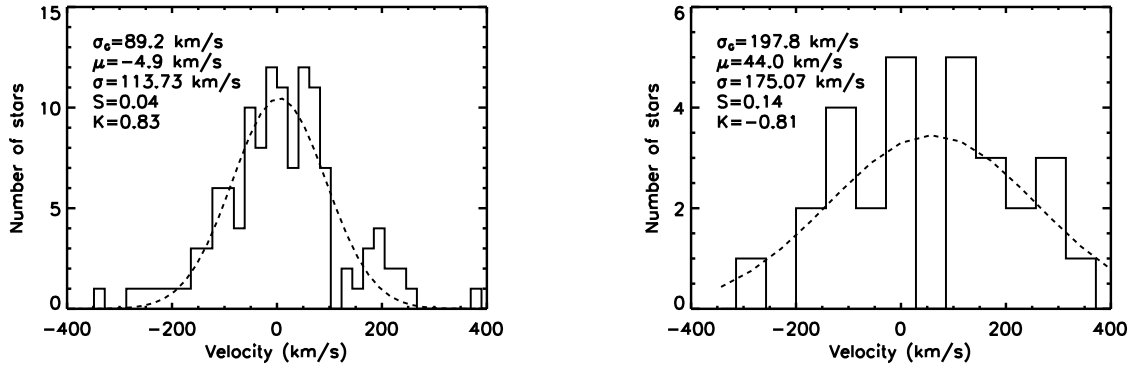 15
10
5
0
Number of stars
σG=89.2 km/s
μ=−4.9 km/s
σ=113.73 km/s
S=0.04
K=0.83
−400 −200 0 200 400
Velocity (km/s)
6
4
2
0
Number of stars
σG=197.8 km/s
μ=44.0 km/s
σ=175.07 km/s
S=0.14
K=−0.81
−400 −200 0 200 400
Velocity (km/s)